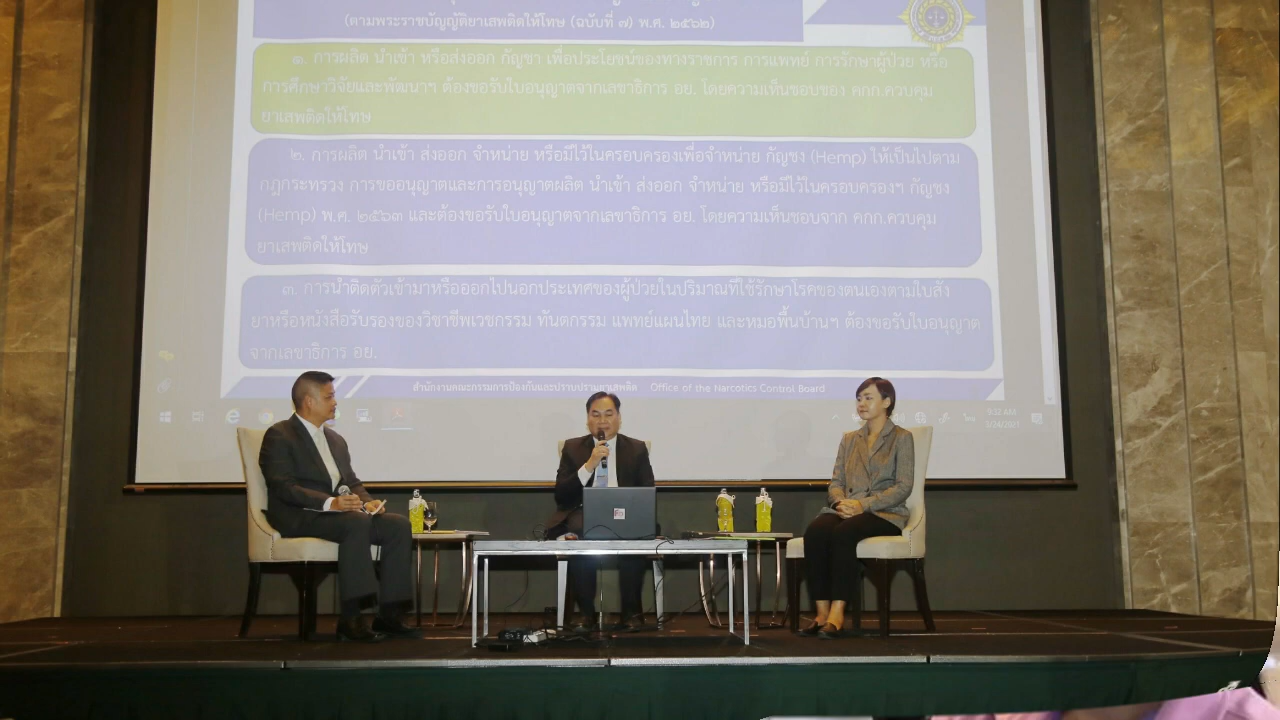 (ตามพระราชบัญญัติยาเสพติดให้โทษ (ฉบับที่ ๗) พ.ศ. ๒๕๖๒)
๑. การผลิต นำเข้า หรือส่งออก กัญชา เพื่อประโยชน์ของทางราชการ การแพทย์ การรักษาผู้ป่วย หรือ
การศึกษาวิจัยและพัฒนาฯ ต้องขอรับใบอนุญาตจากเลขาธิการ อย. โดยความเห็นชอบของ คกก.ควบคุม
ยาเสพติดให้โทษ
๒. การผลิต นำเข้า ส่งออก จำหน่าย หรือมีไว้ในครอบครองเพื่อจำหน่าย กัญชง (Hemp) ให้เป็นไปตาม
กฎกระทรวง การขออนุญาตและการอนุญาตผลิต นำเข้า ส่งออก จำหน่าย หรือมีไว้ในครอบครองฯ กัญชง
(Hemp) พ.ศ. ๒๕๖๓ และต้องขอรับใบอนุญาตจากเลขาธิการ อย. โดยความเห็นชอบจาก คกก.ควบคุม
ยาเสพติดให้โทษ
๓. การนำติดตัวเข้ามาหรือออกไปนอกประเทศของผู้ป่วยในปริมาณที่ใช้รักษาโรคของตนเองตามใบสั่ง
ยาหรือหนังสือรับรองของวิชาชีพเวชกรรม ทันตกรรม แพทย์แผนไทย และหมอพื้นบ้านฯ ต้องขอรับใบอนุญาต
จากเลขาธิการ อย.
สำนักงานคณะกรรมการป้องกันและปราบปรามยาเสพติด Office of the Narcotics Control Board
9:32 AM